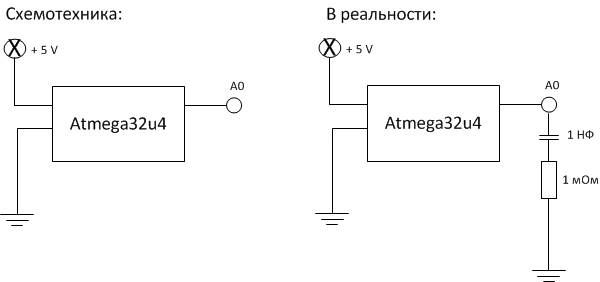 Схемотехника:
+ 5 V
A0
Atmega32u4
В реальности:
+ 5 V
A0
Atmega32u4
1 НФ
1 мОм